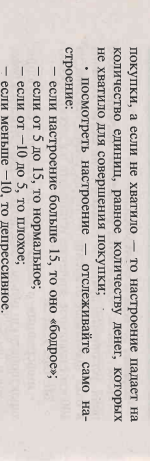 покупки, а если не хватило — то настроение падает на
количество единиц, равное количеству денег, которых
не хватило для совершения покупки;
• посмотреть настроение — отслеживайте само на-
строение:
– если настроение больше 15, то оно «бодрое»;
– если от 5 до 15, то нормальное;
– если от –10 до 5, то плохое;
– если меньше –10, то депрессивное.